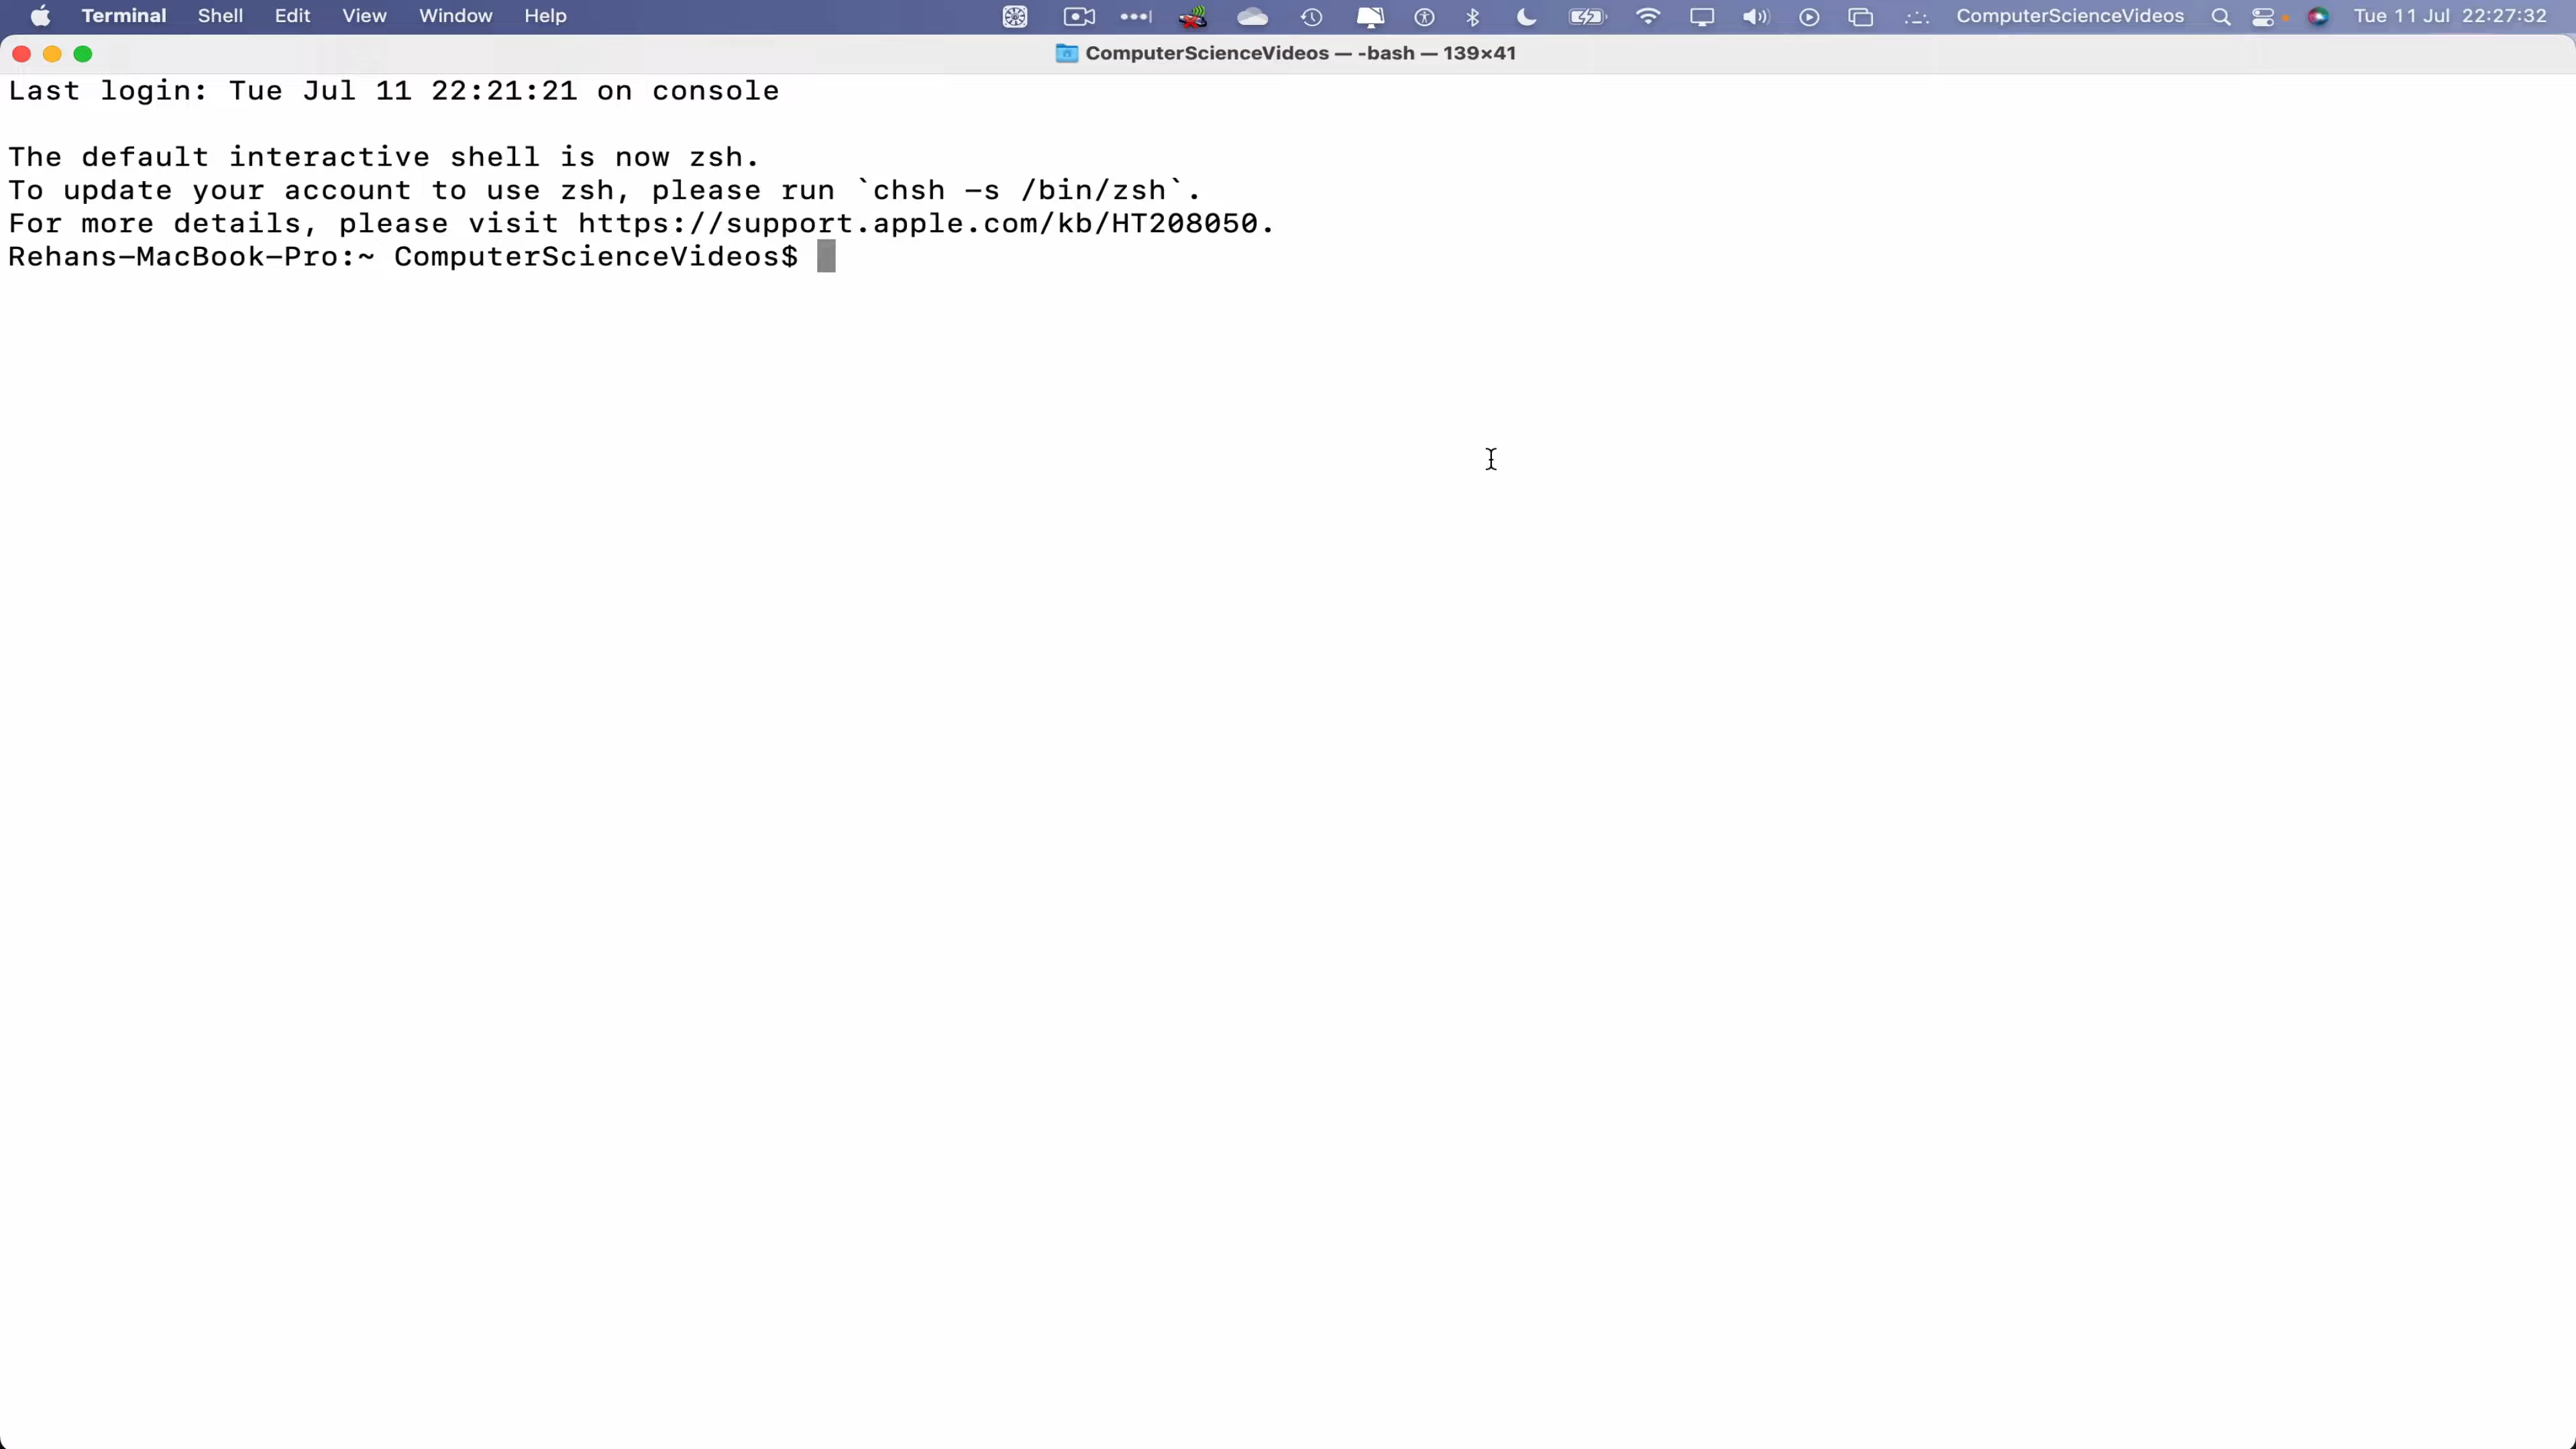 Terminal Shell Edit View Window Help ComputerScienceVideos Tue 11 Jul 22:27:32
ComputerScienceVideos — -bash — 139×41
Last login: Tue Jul 11 22:21:21 on console
The default interactive shell is now zsh.
To update your account to use zsh, please run `chsh -s /bin/zsh`.
For more details, please visit https://support.apple.com/kb/HT208050.
Rehans-MacBook-Pro:~ ComputerScienceVideos$